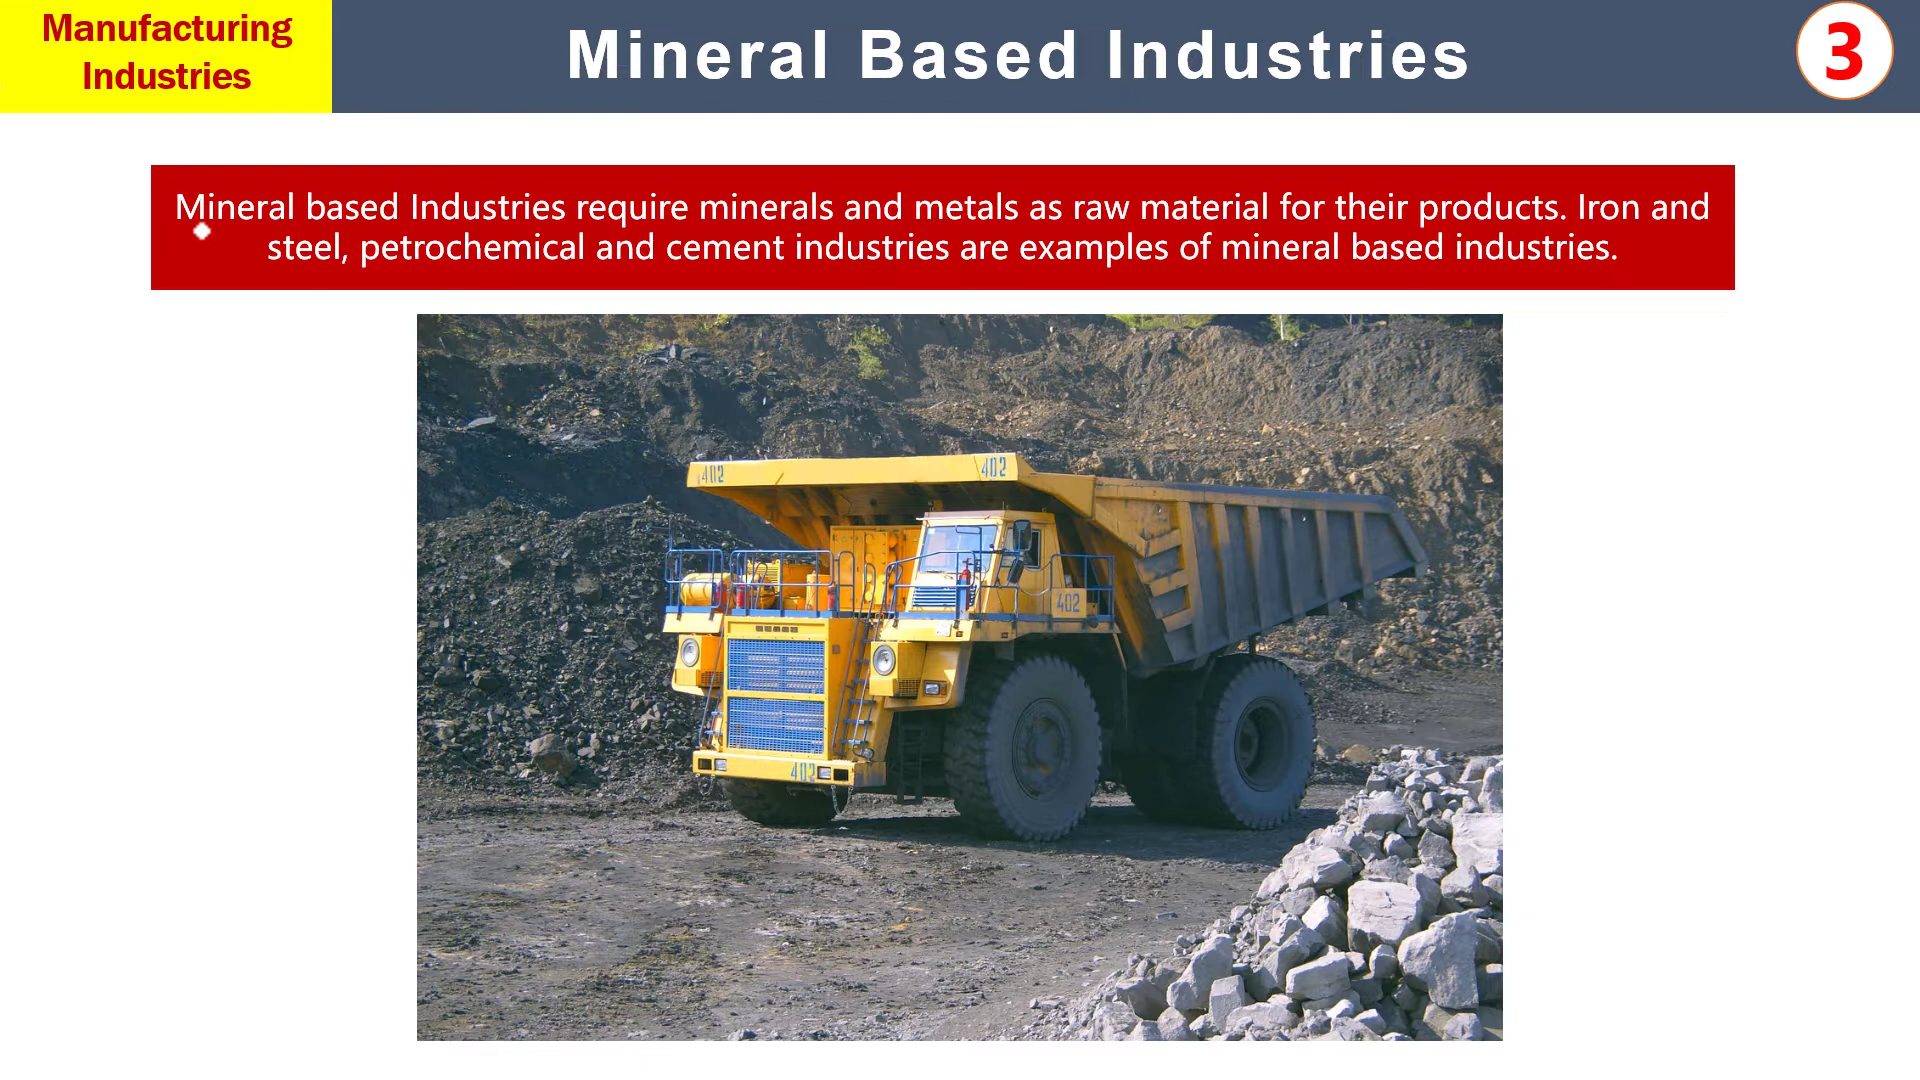 Manufacturing
Industries
Mineral Based Industries
3
Mineral based Industries require minerals and metals as raw material for their products. Iron and
steel, petrochemical and cement industries are examples of mineral based industries.
402
402
402
402